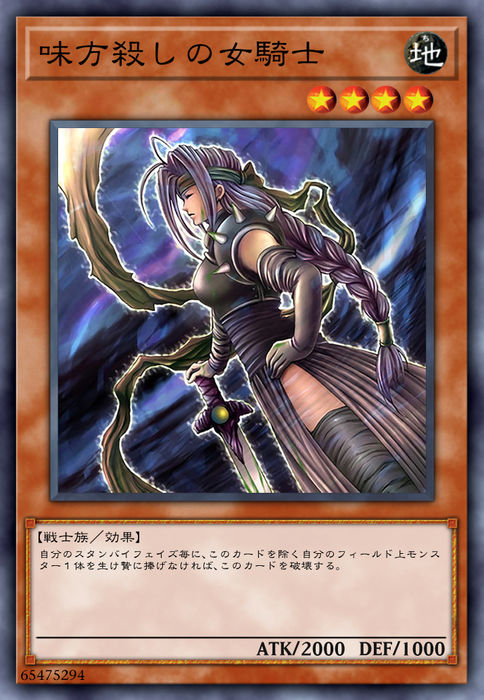 味方殺しの女騎士
ち
地
【戦士族／効果】
自分のスタンバイフェイズ毎に、このカードを除く自分のフィールド上モンス
ター１体を生け贄に捧げなければ、このカードを破壊する。
ATK/2000 DEF/1000
65475294